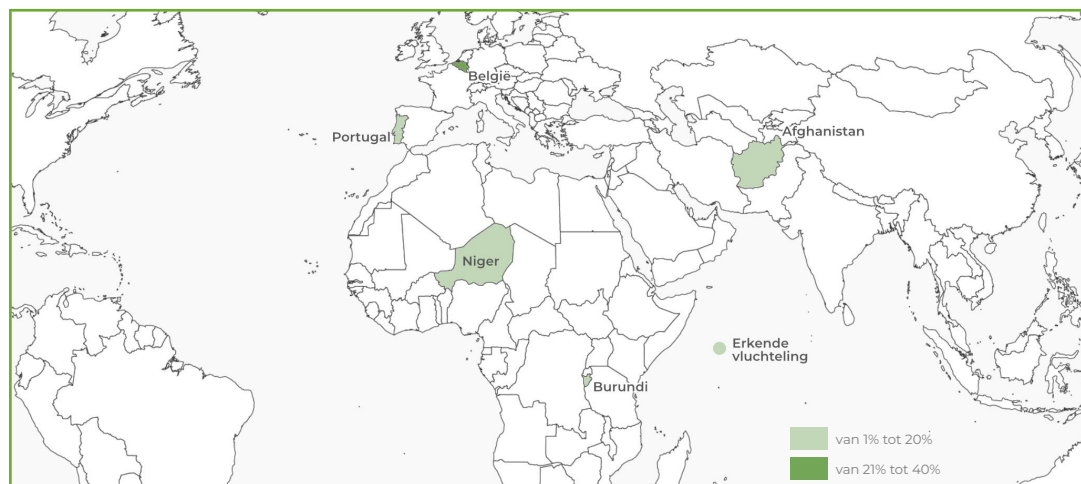 België
Portugal
Afghanistan
Niger
Erkende
vluchteling
Burundi
van 1% tot 20%
van 21% tot 40%